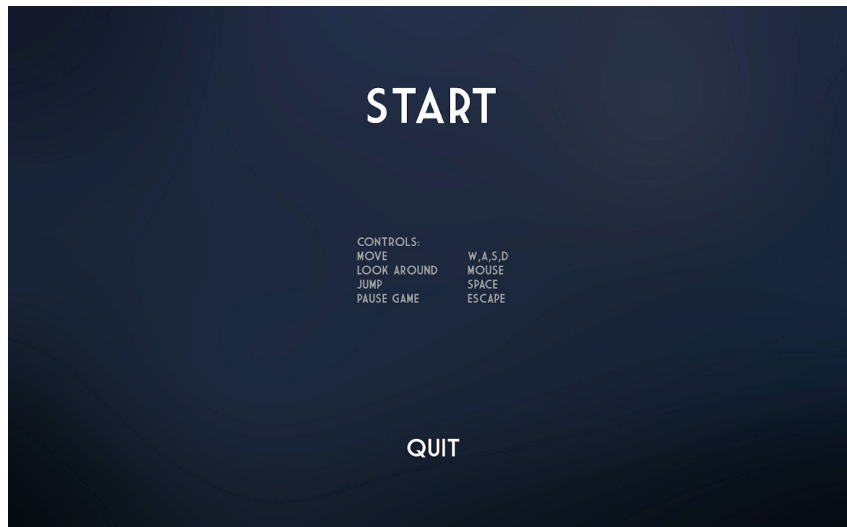 START
CONTROLS:
MOVE W,A,S,D
LOOK AROUND MOUSE
JUMP SPACE
PAUSE GAME ESCAPE
QUIT